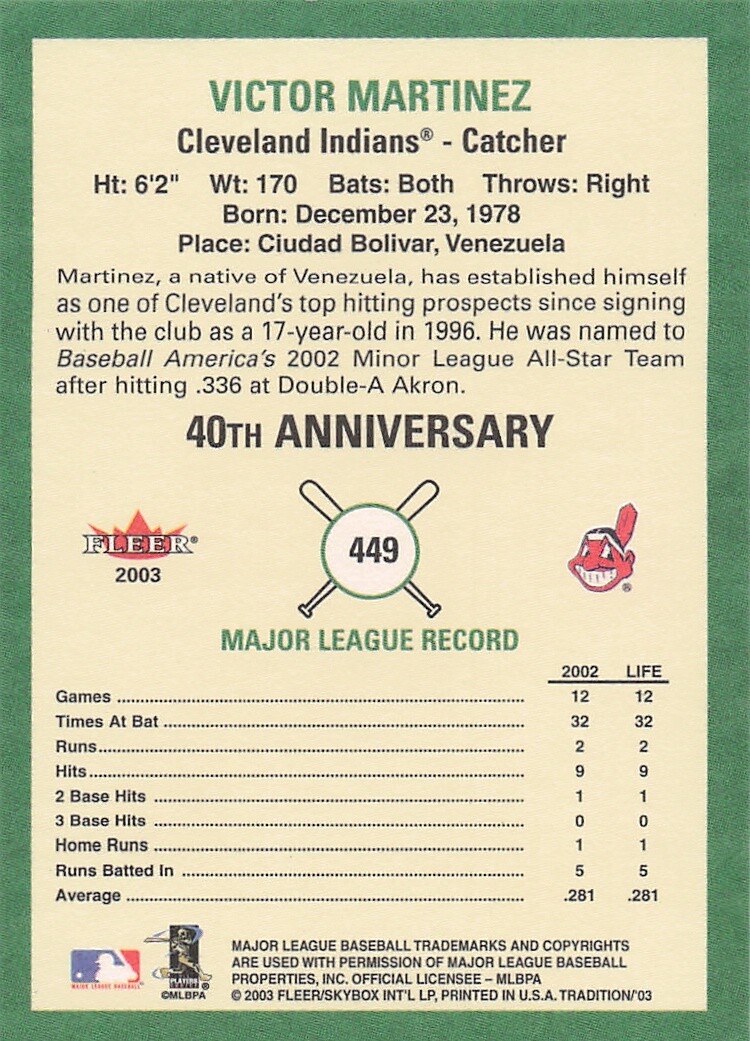 VICTOR MARTINEZ
Cleveland Indians® - Catcher
Ht: 6'2" Wt: 170 Bats: Both Throws: Right
Born: December 23, 1978
Place: Ciudad Bolivar, Venezuela
Martinez, a native of Venezuela, has established himself
as one of Cleveland's top hitting prospects since signing
with the club as a 17-year-old in 1996. He was named to
Baseball America's 2002 Minor League All-Star Team
after hitting .336 at Double-A Akron.
40TH ANNIVERSARY
FLEER®
2003
449
®
MAJOR LEAGUE RECORD
2002 LIFE
Games 12 12
Times At Bat 32 32
Runs 2 2
Hits 9 9
2 Base Hits 1 1
3 Base Hits 0 0
Home Runs 1 1
Runs Batted In 5 5
Average .281 .281
MAJOR LEAGUE BASEBALL
PLAYERS
®
©MLBPA
MAJOR LEAGUE BASEBALL TRADEMARKS AND COPYRIGHTS
ARE USED WITH PERMISSION OF MAJOR LEAGUE BASEBALL
PROPERTIES, INC. OFFICIAL LICENSEE – MLBPA
© 2003 FLEER/SKYBOX INT'L LP, PRINTED IN U.S.A. TRADITION/'03